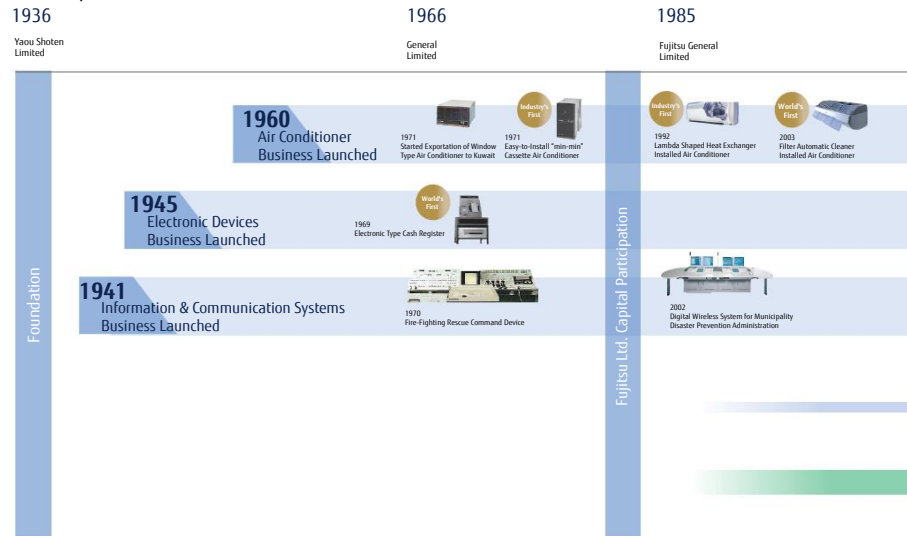 1936
1966
1985
Yaou Shoten
Limited
General
Limited
Fujitsu General
Limited
Foundation
Fujitsu Ltd. Capital Participation
1960
Air Conditioner
Business Launched
1971
Started Exportation of Window
Type Air Conditioner to Kuwait
Industry's
First
1971
Easy-to-Install "min-min"
Cassette Air Conditioner
Industry's
First
1992
Lambda Shaped Heat Exchanger
Installed Air Conditioner
World's
First
2003
Filter Automatic Cleaner
Installed Air Conditioner
1945
Electronic Devices
Business Launched
World's
First
1969
Electronic Type Cash Register
1941
Information & Communication Systems
Business Launched
1970
Fire-Fighting Rescue Command Device
2002
Digital Wireless System for Municipality
Disaster Prevention Administration